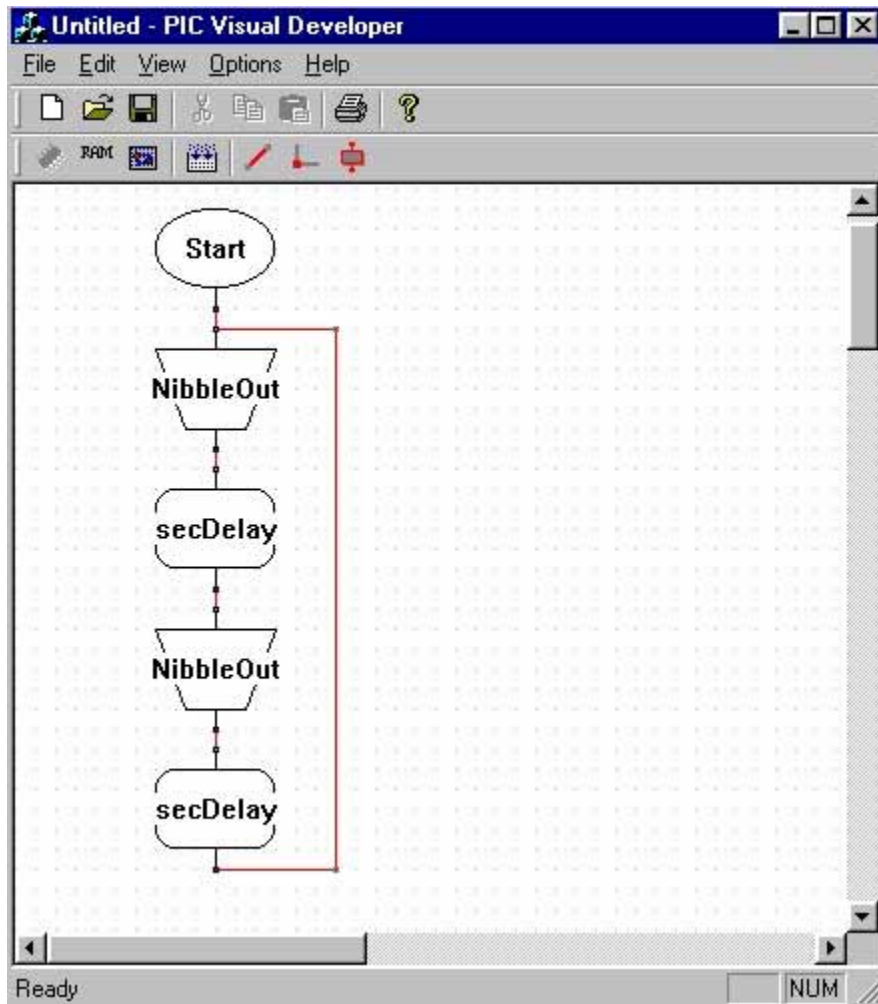 Untitled - PIC Visual Developer
File Edit View Options Help
RAM
Start
NibbleOut
secDelay
NibbleOut
secDelay
Ready
NUM